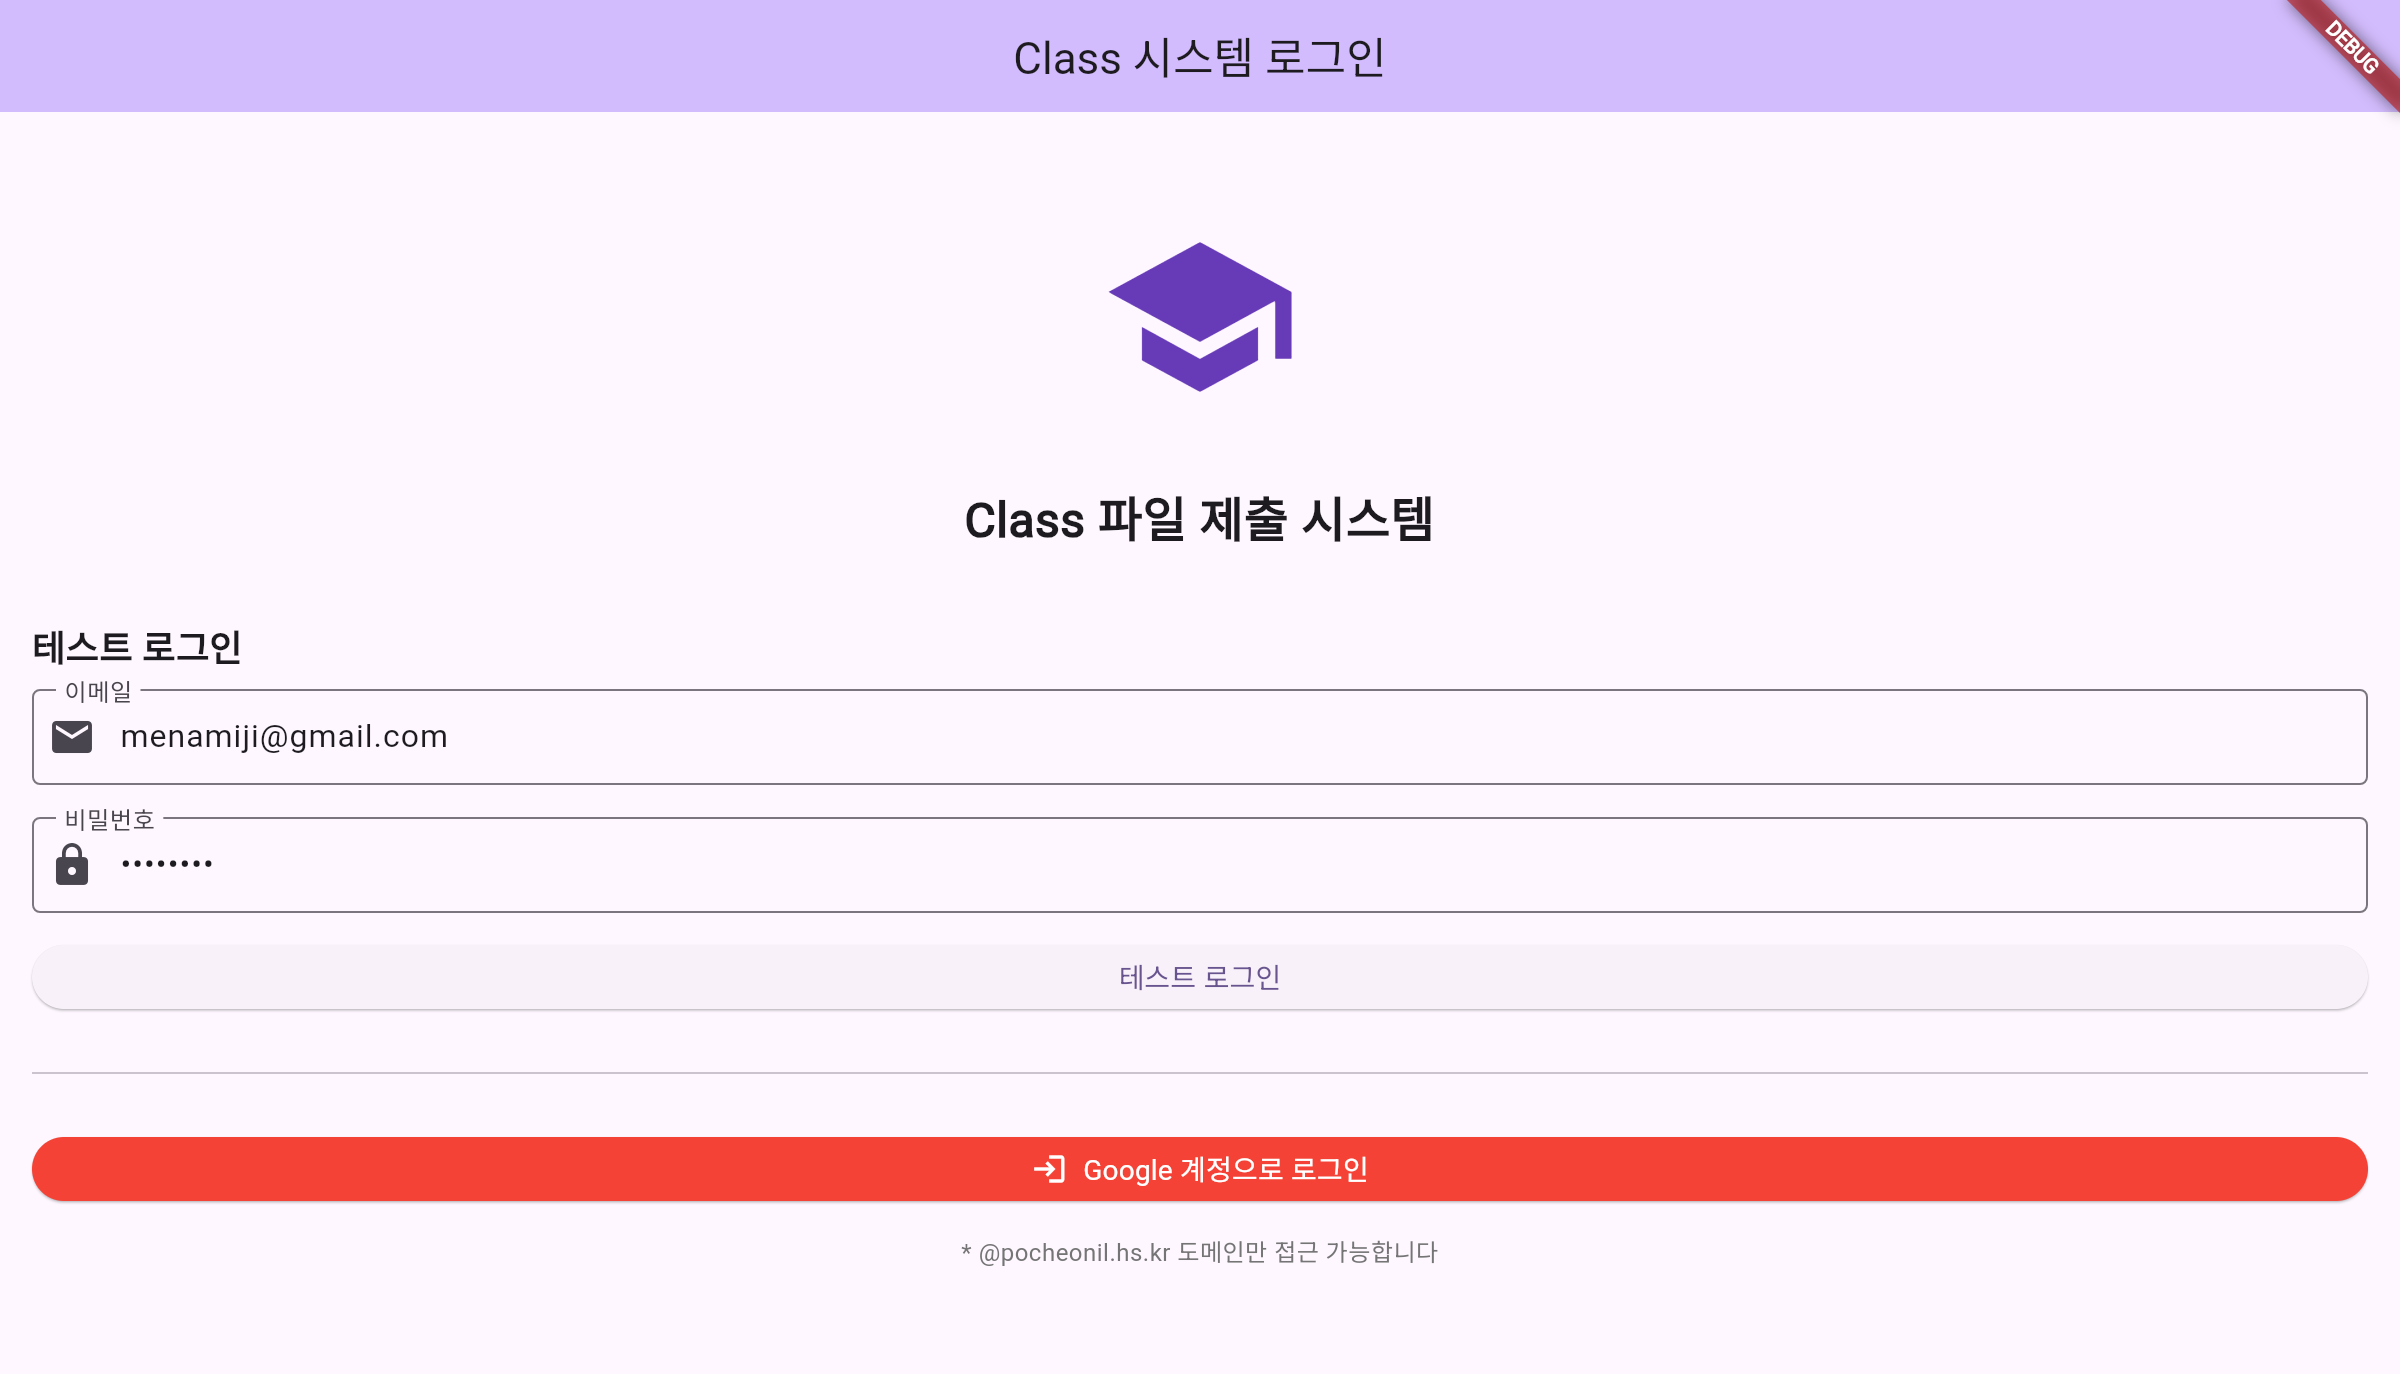 Class 시스템 로그인
DEBUG
Class 파일 제출 시스템
테스트 로그인
이메일
menamiji@gmail.com
비밀번호
••••••••
테스트 로그인
Google 계정으로 로그인
* @pocheonil.hs.kr 도메인만 접근 가능합니다